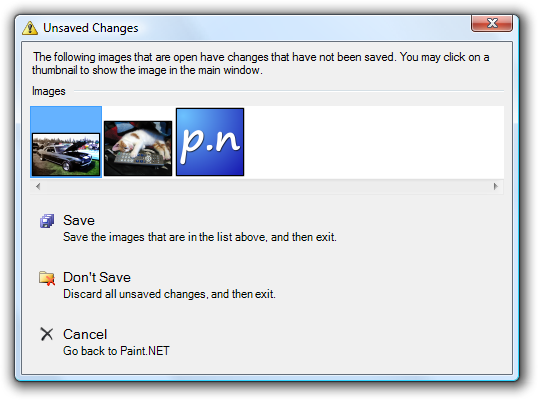 Unsaved Changes
The following images that are open have changes that have not been saved. You may click on a
thumbnail to show the image in the main window.
Images
p.n
Save
Save the images that are in the list above, and then exit.
Don't Save
Discard all unsaved changes, and then exit.
Cancel
Go back to Paint.NET